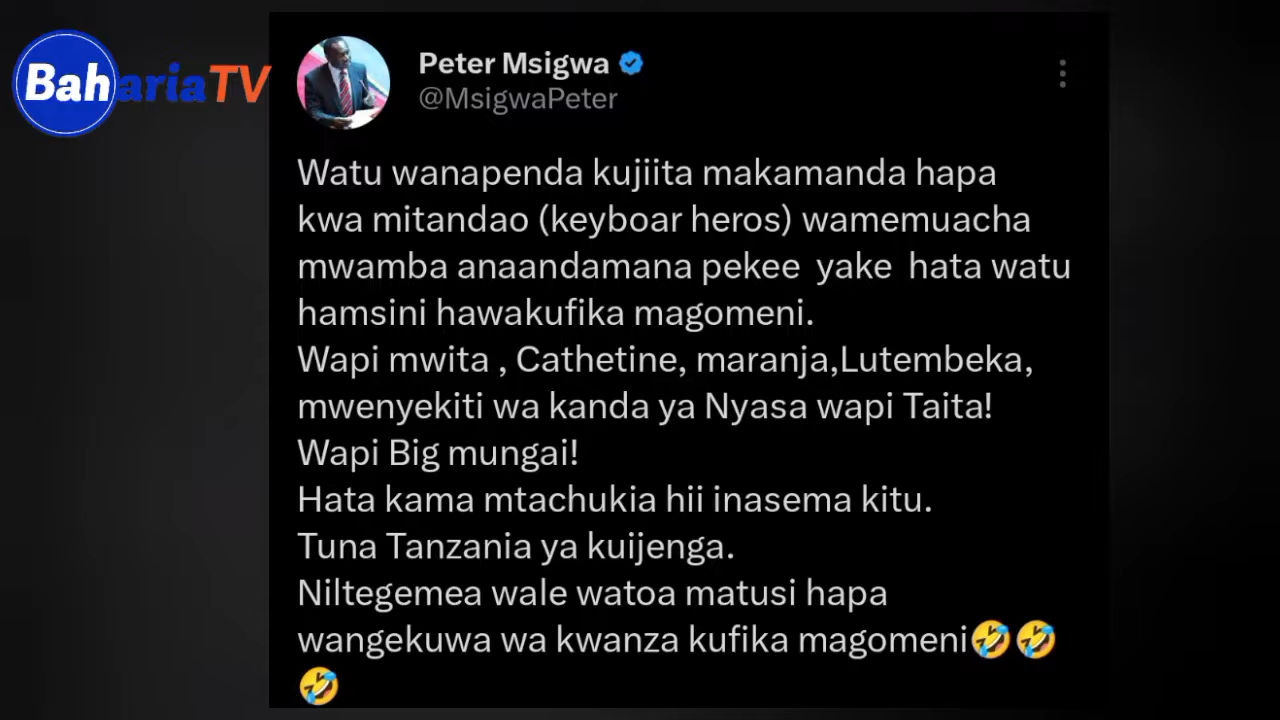 BahariaTV
Peter Msigwa
@MsigwaPeter
Watu wanapenda kujiita makamanda hapa
kwa mitandao (keyboar heros) wamemuacha
mwamba anaandamana pekee  yake  hata watu
hamsini hawakufika magomeni.
Wapi mwita , Cathetine, maranja,Lutembeka,
mwenyekiti wa kanda ya Nyasa wapi Taita!
Wapi Big mungai!
Hata kama mtachukia hii inasema kitu.
Tuna Tanzania ya kuijenga.
Niltegemea wale watoa matusi hapa
wangekuwa wa kwanza kufika magomeni🤣🤣
🤣